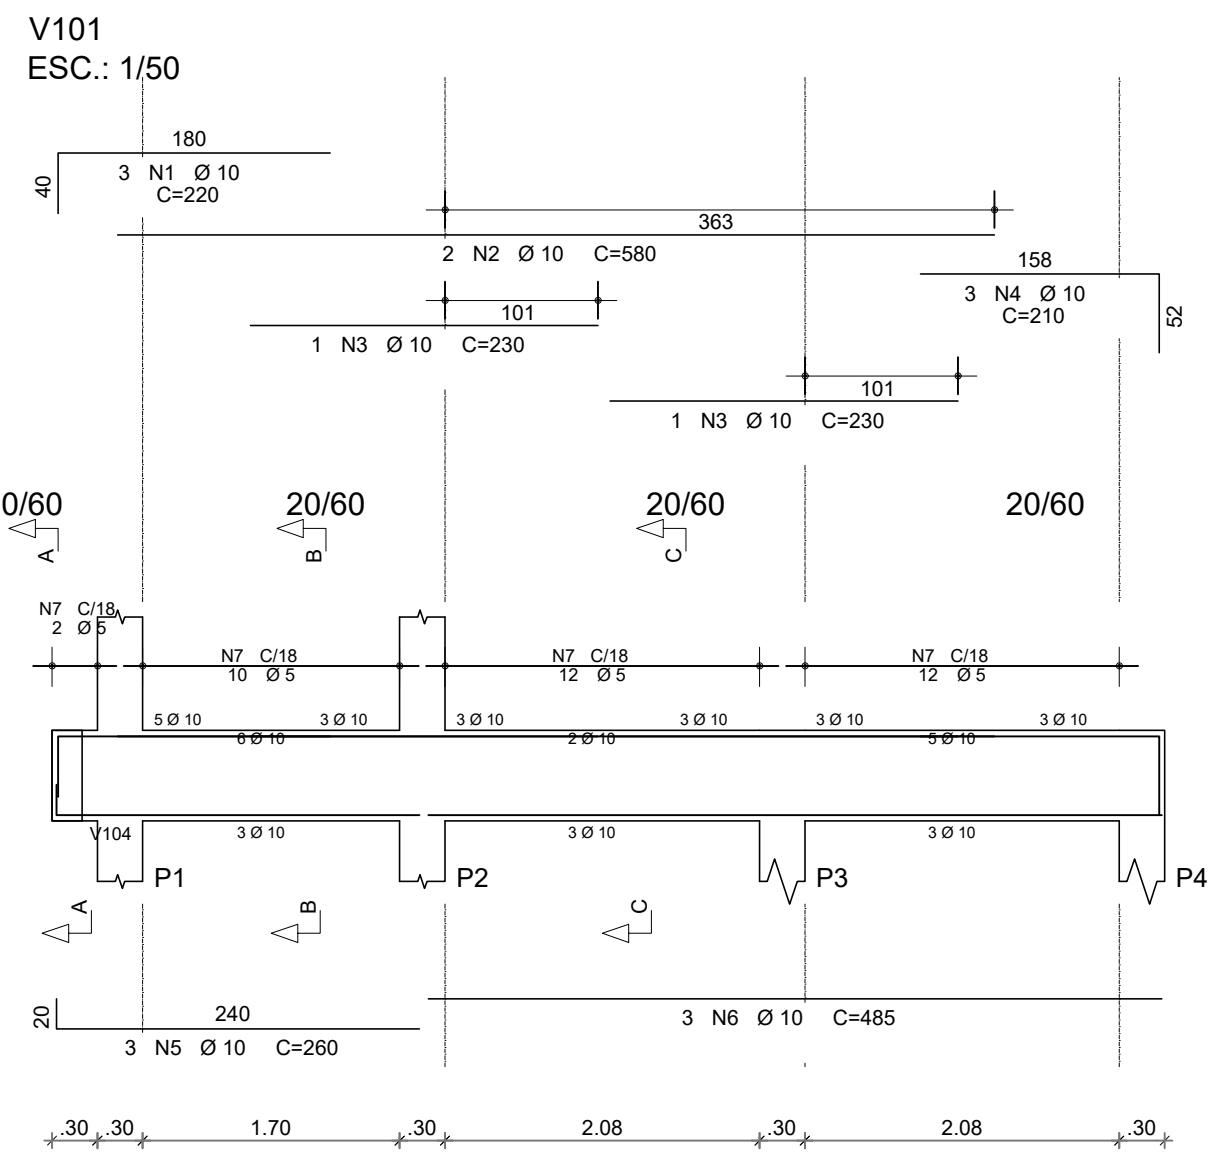 V101
ESC.: 1/50
180
40
3 N1 Ø 10
C=220
363
2 N2 Ø 10 C=580
158
3 N4 Ø 10
C=210
52
101
1 N3 Ø 10 C=230
101
1 N3 Ø 10 C=230
0/60
20/60
20/60
20/60
A
B
C
N7 C/18
2 Ø 5
N7 C/18
10 Ø 5
N7 C/18
12 Ø 5
N7 C/18
12 Ø 5
5 Ø 10
3 Ø 10
3 Ø 10
3 Ø 10
3 Ø 10
3 Ø 10
6 Ø 10
2 Ø 10
5 Ø 10
V104
3 Ø 10
3 Ø 10
3 Ø 10
P1
P2
P3
P4
A
B
C
20
240
3 N5 Ø 10 C=260
3 N6 Ø 10 C=485
.30 .30 1.70 .30 2.08 .30 2.08 .30